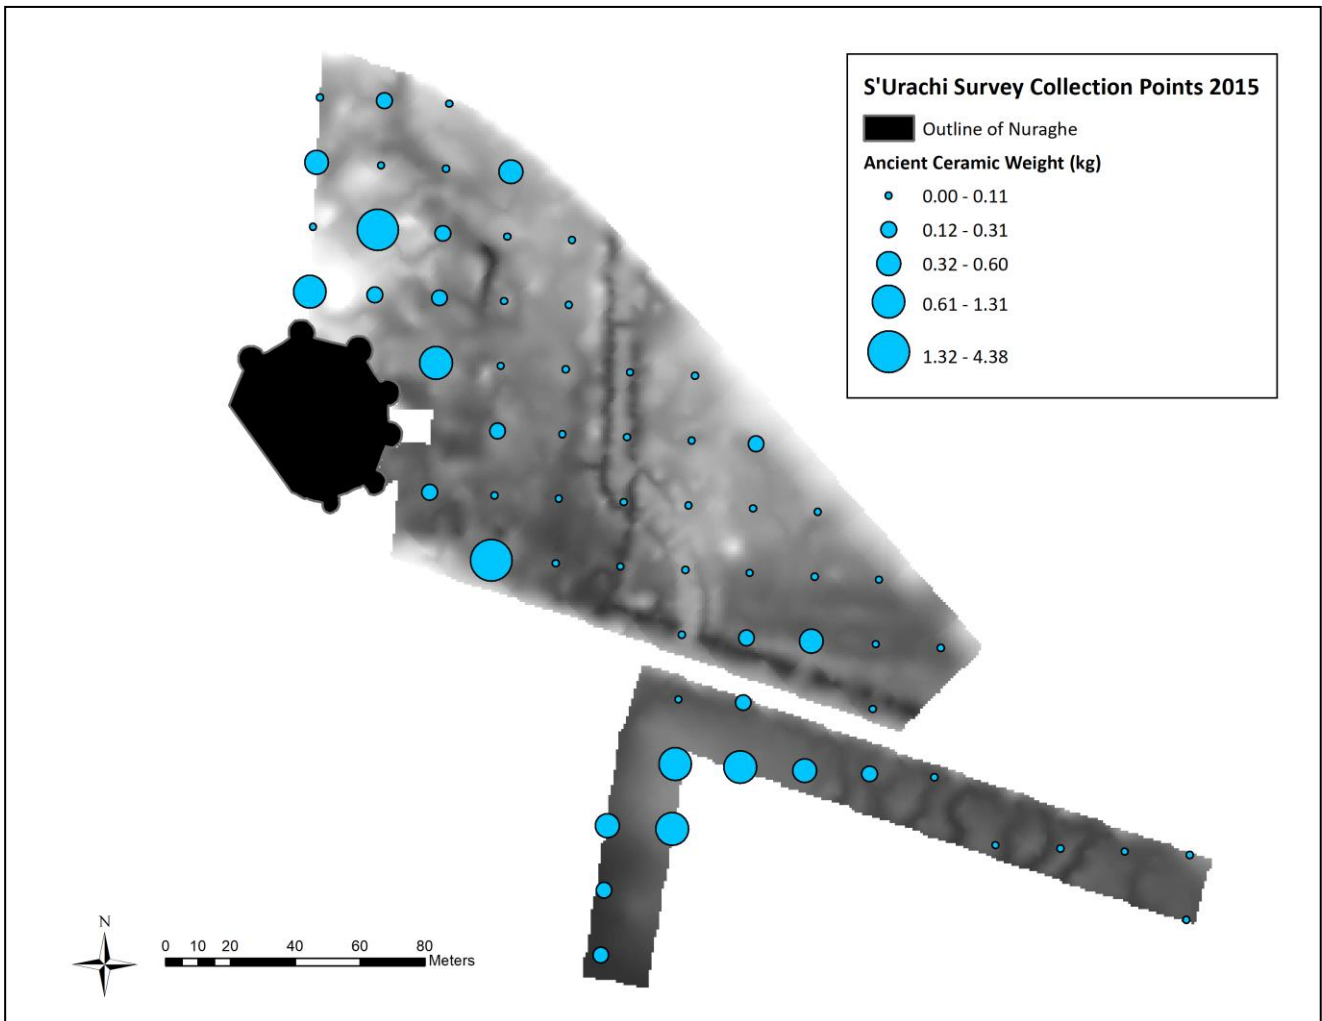 S'Urachi Survey Collection Points 2015
Outline of Nuraghe
Ancient Ceramic Weight (kg)
0.00 - 0.11
0.12 - 0.31
0.32 - 0.60
0.61 - 1.31
1.32 - 4.38
N
0 10 20 40 60 80
Meters